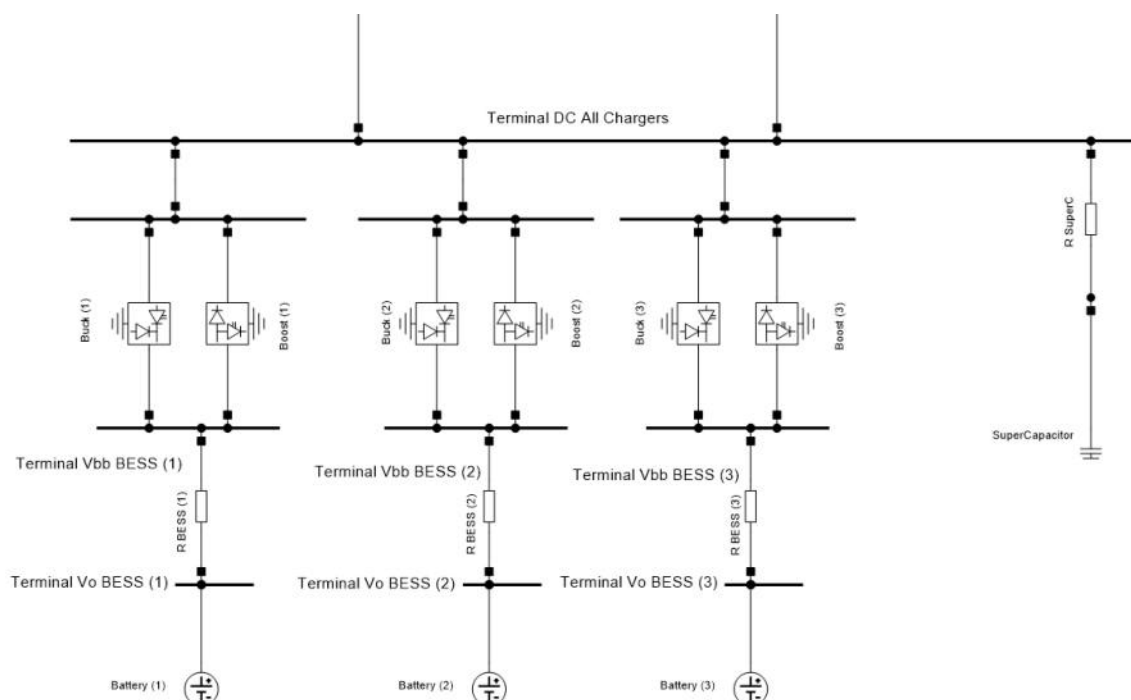 Terminal DC All Chargers
R SuperC
Buck (1)
Boost (1)
Buck (2)
Boost (2)
Buck (3)
Boost (3)
SuperCapacitor
Terminal Vbb BESS (1)
Terminal Vbb BESS (2)
Terminal Vbb BESS (3)
R BESS (1)
R BESS (2)
R BESS (3)
Terminal Vo BESS (1)
Terminal Vo BESS (2)
Terminal Vo BESS (3)
Battery (1)
Battery (2)
Battery (3)